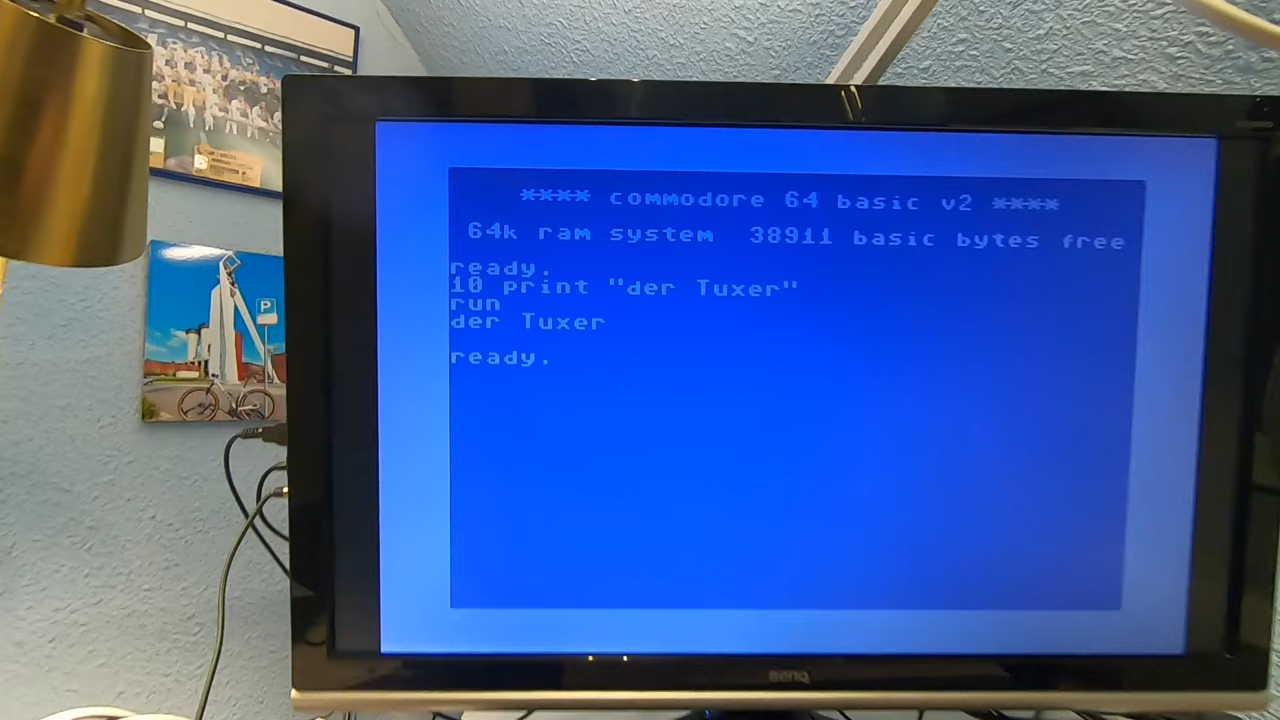 **** commodore 64 basic v2 ****
64k ram system  38911 basic bytes free
ready.
10 print "der Tuxer"
run
der Tuxer
ready.
P
BenQ